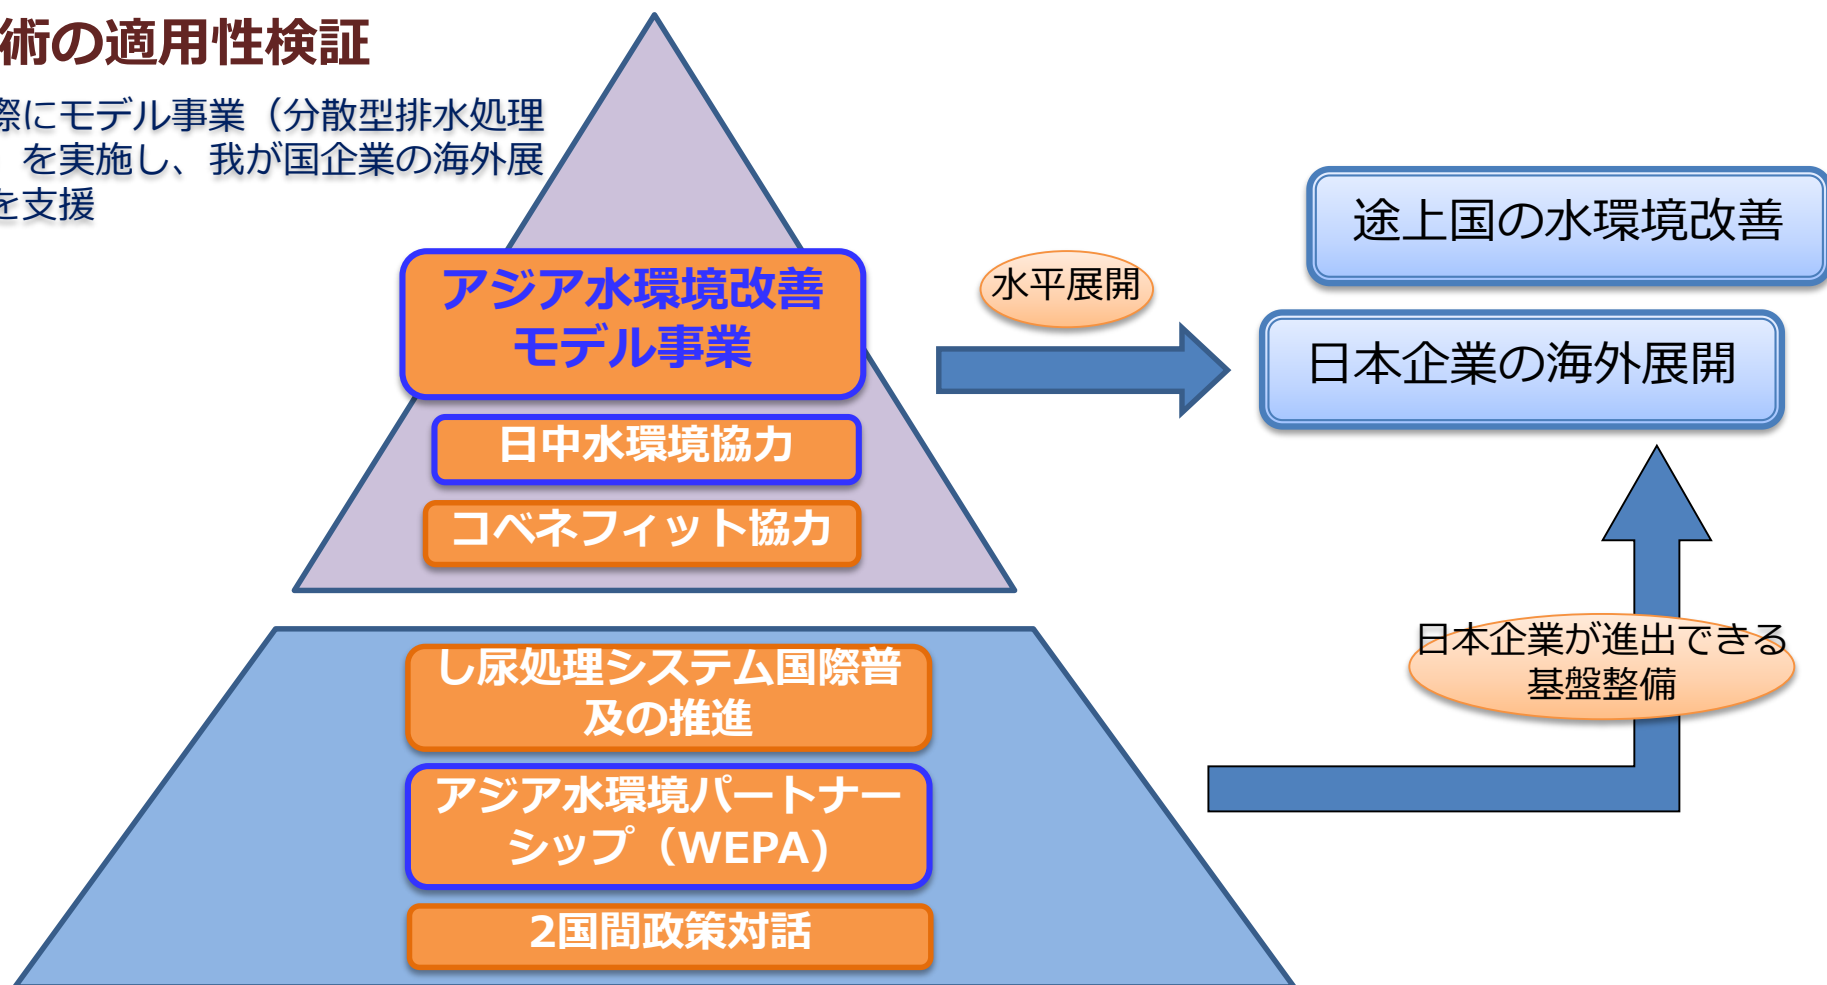 術の適用性検証
際にモデル事業（分散型排水処理
）を実施し、我が国企業の海外展
を支援
アジア水環境改善
モデル事業
日中水環境協力
コベネフィット協力
し尿処理システム国際普
及の推進
アジア水環境パートナー
シップ（WEPA）
2国間政策対話
水平展開
途上国の水環境改善
日本企業の海外展開
日本企業が進出できる
基盤整備